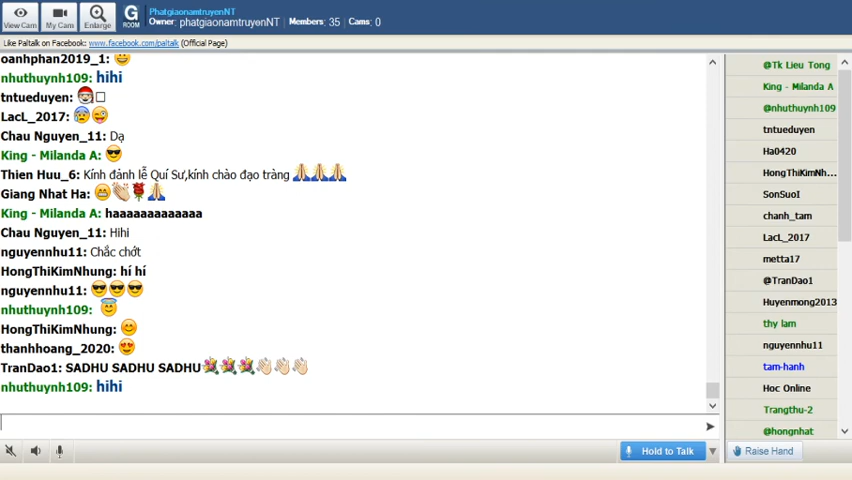 View Cam
My Cam
Enlarge
G ROOM
PhatgiaonamtruyenNT
Owner: phatgiaonamtruyenNT Members: 35 Cams: 0
Like Paltalk on Facebook: www.facebook.com/paltalk (Official Page)
oanhphan2019_1:
nhuthuynh109: hihi
tntueduyen:
LacL_2017:
Chau Nguyen_11: Dạ
King - Milanda A:
Thien Huu_6: Kính đảnh lễ Quí Sư,kính chào đạo tràng
Giang Nhat Ha:
King - Milanda A: haaaaaaaaaaaaa
Chau Nguyen_11: Hihi
nguyennhu11: Chắc chớt
HongThiKimNhung: hí hí
nguyennhu11:
nhuthuynh109:
HongThiKimNhung:
thanhhoang_2020:
TranDao1: SADHU SADHU SADHU
nhuthuynh109: hihi
Hold to Talk
@Tk Lieu Tong
King - Milanda A
@nhuthuynh109
tntueduyen
Ha0420
HongThiKimNh...
SonSuoI
chanh_tam
LacL_2017
metta17
@TranDao1
Huyenmong2013
thy lam
nguyennhu11
tam-hanh
Hoc Online
Trangthu-2
@hongnhat
Raise Hand